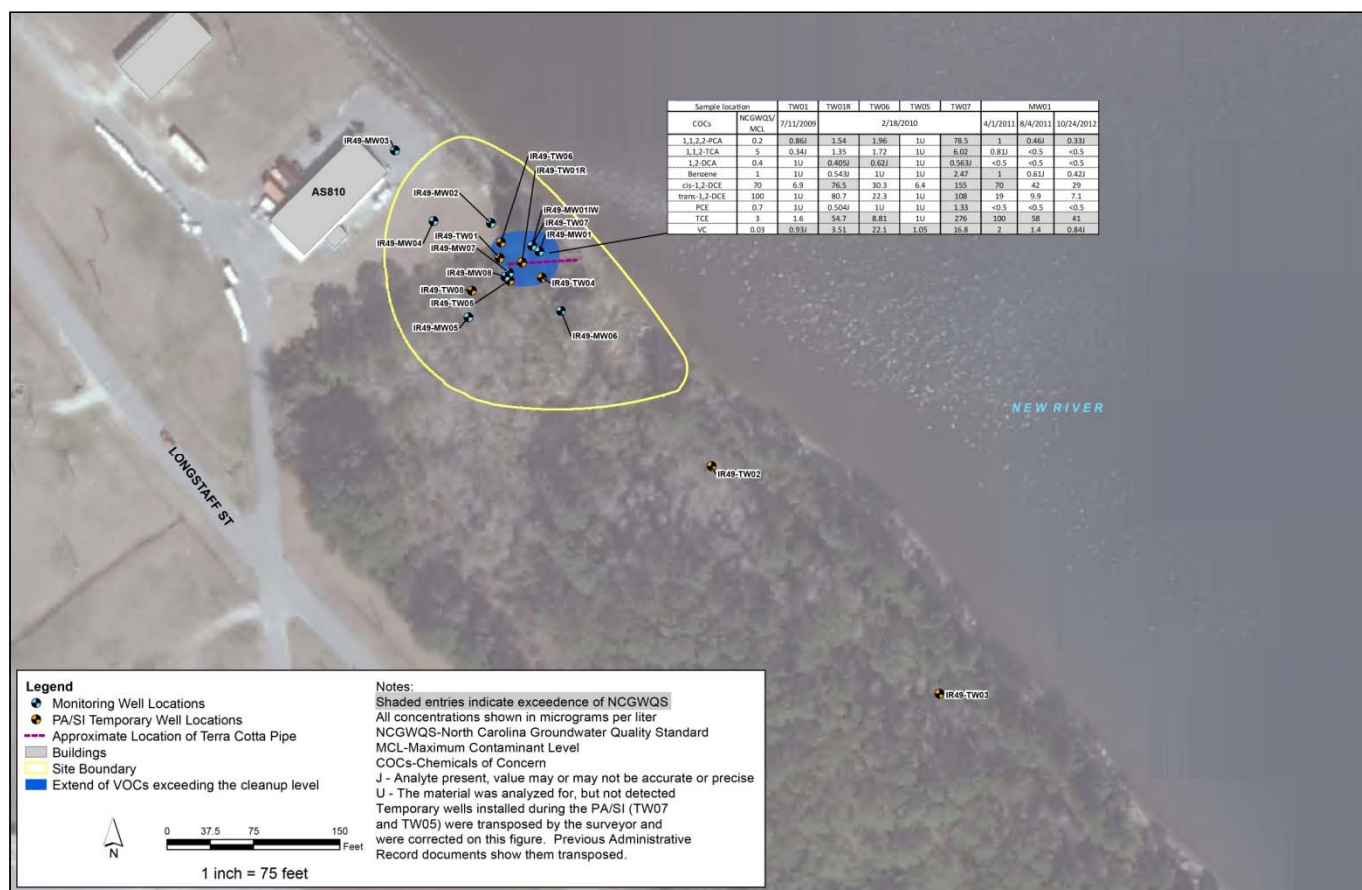 Sample location TW01 TW01R TW06 TW05 TW07 MW01
COCs NCGWQS/ MCL 7/11/2009 2/18/2010 4/1/2011 8/4/2011 10/24/2012
1,1,2,2-PCA 0.2 0.86J 1.54 1.96 1U 78.5 1 0.46J 0.33J
1,1,2-TCA 5 0.34J 1.35 1.72 1U 6.02 0.81J <0.5 <0.5
1,2-DCA 0.4 1U 0.405J 0.62J 1U 0.563J <0.5 <0.5 <0.5
Benzene 1 1U 0.543J 1U 1U 2.47 1 0.61J 0.42J
cis-1,2-DCE 70 6.9 76.5 30.3 6.4 155 70 42 29
trans-1,2-DCE 100 1U 80.7 22.3 1U 108 19 9.9 7.1
PCE 0.7 1U 0.504J 1U 1U 1.33 <0.5 <0.5 <0.5
TCE 3 1.6 54.7 8.81 1U 276 100 58 41
VC 0.03 0.93J 3.51 22.1 1.05 16.8 2 1.4 0.84J
IR49-MW03
IR49-TW06
IR49-TW01R
AS810
IR49-MW02
IR49-MW01IW
IR49-TW07
IR49-MW01
IR49-MW04
IR49-TW01
IR49-MW07
IR49-MW08
IR49-TW04
IR49-TW08
IR49-TW05
IR49-MW05
IR49-MW06
NEW RIVER
IR49-TW02
LONGSTAFF ST
IR49-TW03
Legend
Monitoring Well Locations
PA/SI Temporary Well Locations
Approximate Location of Terra Cotta Pipe
Buildings
Site Boundary
Extend of VOCs exceeding the cleanup level
N
0 37.5 75 150
Feet
1 inch = 75 feet
Notes:
Shaded entries indicate exceedence of NCGWQS
All concentrations shown in micrograms per liter
NCGWQS-North Carolina Groundwater Quality Standard
MCL-Maximum Contaminant Level
COCs-Chemicals of Concern
J - Analyte present, value may or may not be accurate or precise
U - The material was analyzed for, but not detected
Temporary wells installed during the PA/SI (TW07
and TW05) were transposed by the surveyor and
were corrected on this figure. Previous Administrative
Record documents show them transposed.